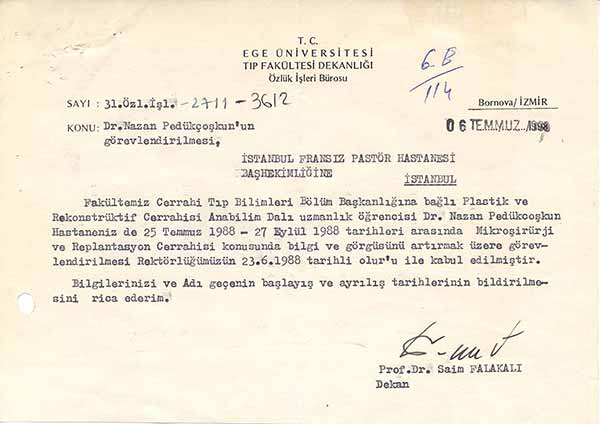 T. C.
EGE ÜNİVERSİTESİ
TIP FAKÜLTESİ DEKANLIĞI
Özlük İşleri Bürosu
6.B
114
SAYI : 31.Özl.İşl.-2711-3612
Bornova/İZMİR
KONU: Dr.Nazan Pedükçoşkun'un
görevlendirilmesi,
06 TEMMUZ 1988
İSTANBUL FRANSIZ PASTÖR HASTANESİ
BAŞHEKİMLİĞİNE
İSTANBUL
Fakültemiz Cerrahi Tıp Bilimleri Bölüm Başkanlığına bağlı Plastik ve
Rekonstrüktif Cerrahisi Anabilim Dalı uzmanlık öğrencisi Dr. Nazan Pedükcoşkun
Hastaneniz de 25 Temmuz 1988 - 27 Eylül 1988 tarihleri arasında Mikroşirürji
ve Replantasyon Cerrahisi konusunda bilgi ve görgüsünü artırmak üzere görev-
lendirilmesi Rektörlüğümüzün 23.6.1988 tarihli olur'u ile kabul edilmiştir.
Bilgilerinizi ve Adı geçenin başlayış ve ayrılış tarihlerinin bildirilme-
sini rica ederim.
Prof.Dr. Saim FALAKALI
Dekan